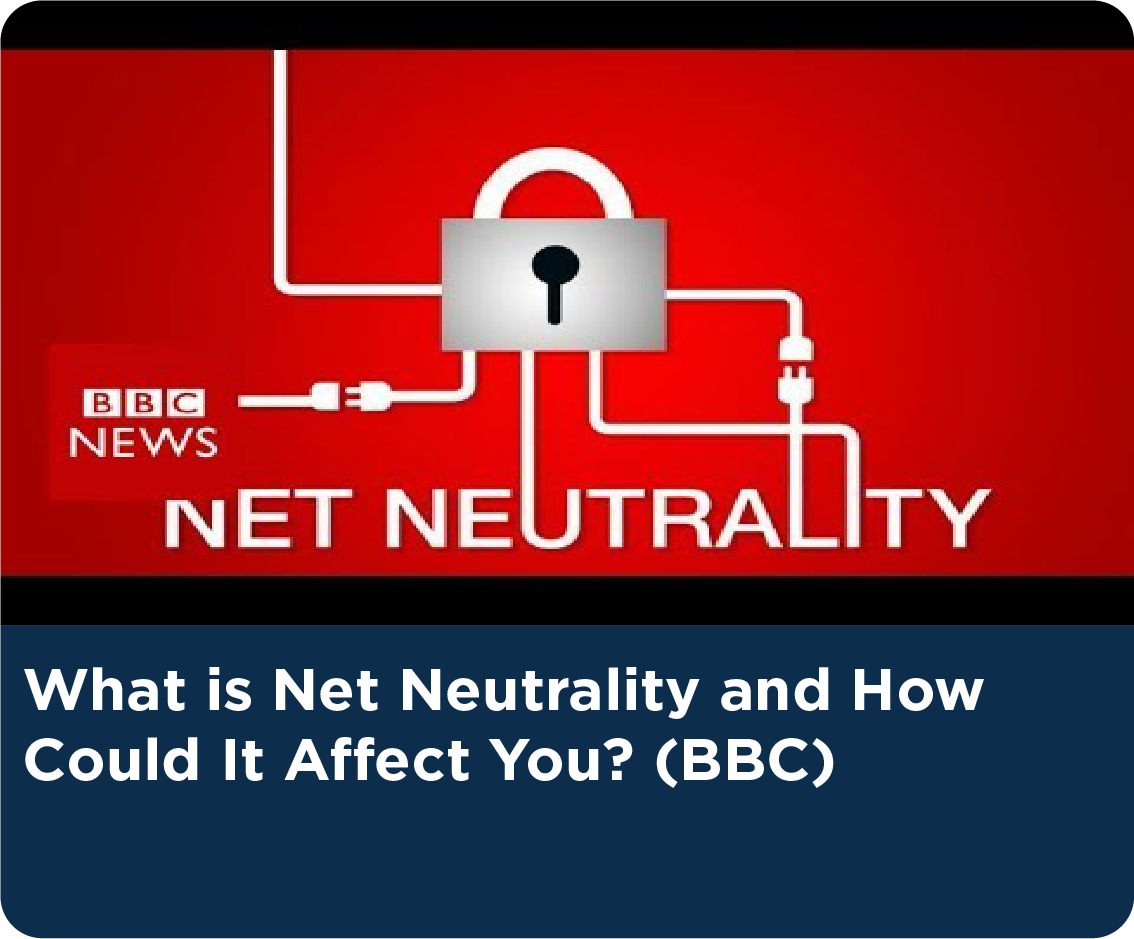 BBC
NEWS
NET NEUTRALITY
What is Net Neutrality and How
Could It Affect You? (BBC)